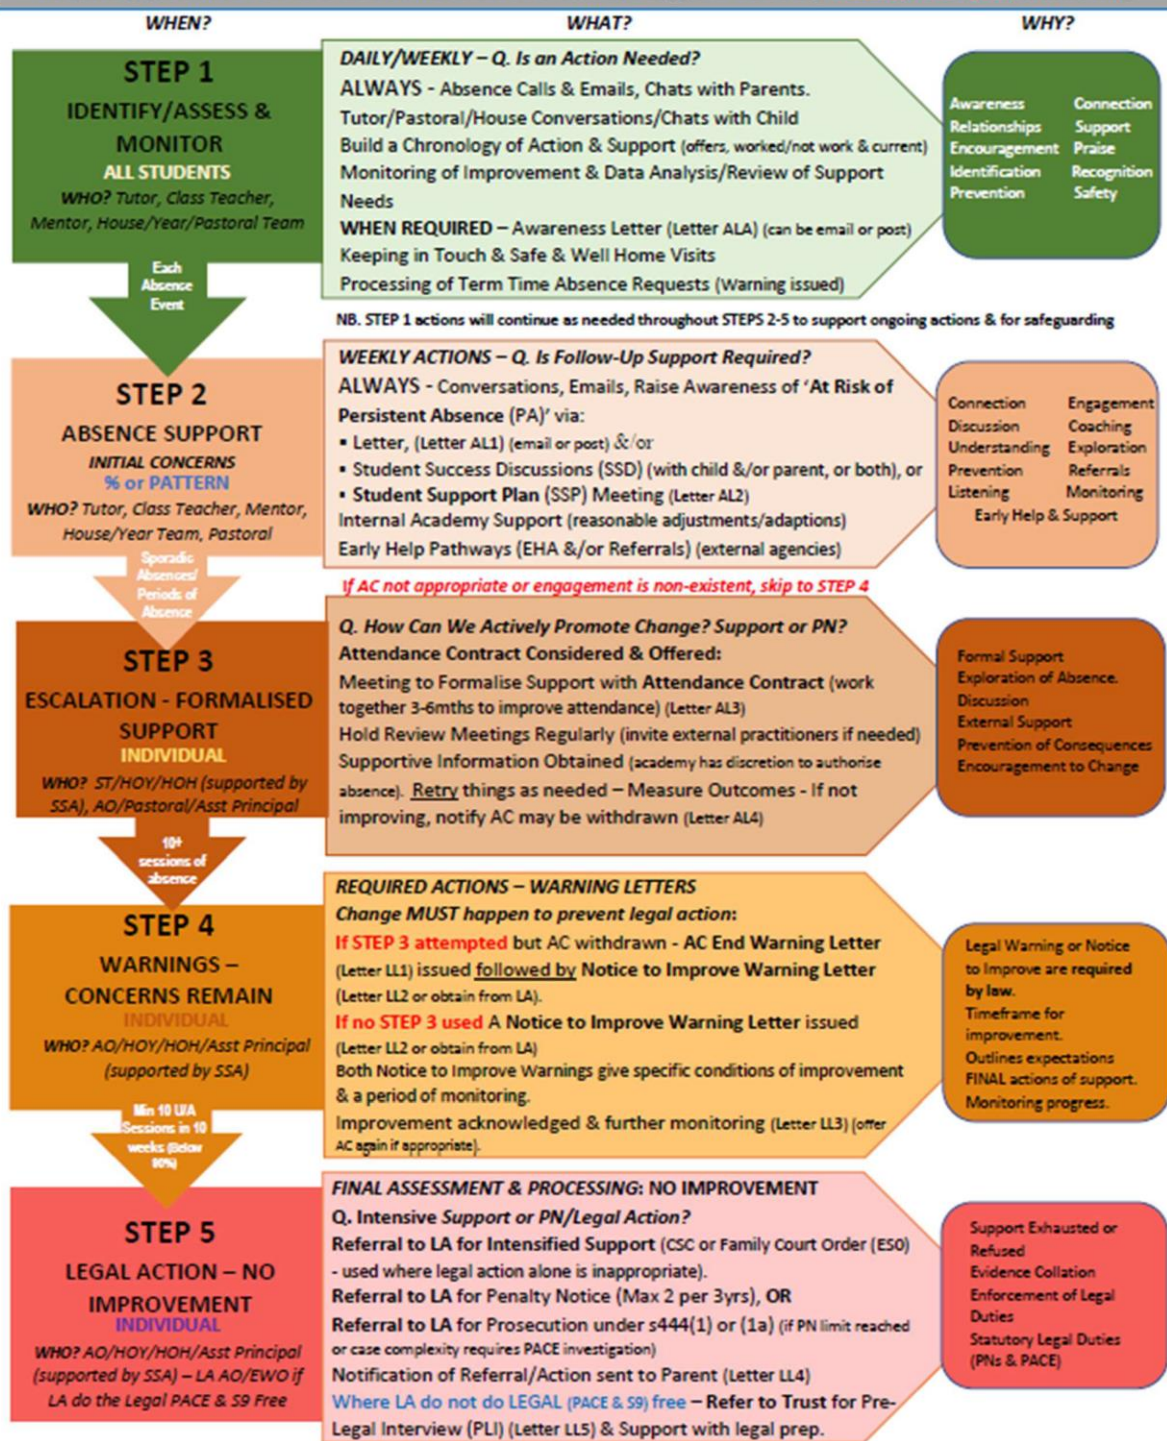 WHEN?
WHAT?
WHY?
STEP 1
IDENTIFY/ASSESS &
MONITOR
ALL STUDENTS
WHO? Tutor, Class Teacher,
Mentor, House/Year/Pastoral Team
DAILY/WEEKLY – Q. Is an Action Needed?
ALWAYS - Absence Calls & Emails, Chats with Parents.
Tutor/Pastoral/House Conversations/Chats with Child
Build a Chronology of Action & Support (offers, worked/not work & current)
Monitoring of Improvement & Data Analysis/Review of Support
Needs
WHEN REQUIRED – Awareness Letter (Letter ALA) (can be email or post)
Keeping in Touch & Safe & Well Home Visits
Processing of Term Time Absence Requests (Warning issued)
Awareness Connection
Relationships Support
Encouragement Praise
Identification Recognition
Prevention Safety
Each
Absence
Event
NB. STEP 1 actions will continue as needed throughout STEPS 2-5 to support ongoing actions & for safeguarding
STEP 2
ABSENCE SUPPORT
INITIAL CONCERNS
% or PATTERN
WHO? Tutor, Class Teacher, Mentor,
House/Year Team, Pastoral
WEEKLY ACTIONS – Q. Is Follow-Up Support Required?
ALWAYS - Conversations, Emails, Raise Awareness of 'At Risk of
Persistent Absence (PA)' via:
▪ Letter, (Letter AL1) (email or post) &/or
▪ Student Success Discussions (SSD) (with child &/or parent, or both), or
▪ Student Support Plan (SSP) Meeting (Letter AL2)
Internal Academy Support (reasonable adjustments/adaptions)
Early Help Pathways (EHA &/or Referrals) (external agencies)
Connection Engagement
Discussion Coaching
Understanding Exploration
Prevention Referrals
Listening Monitoring
Early Help & Support
Sporadic
Absences/
Periods of
Absence
If AC not appropriate or engagement is non-existent, skip to STEP 4
STEP 3
ESCALATION - FORMALISED
SUPPORT
INDIVIDUAL
WHO? ST/HOY/HOH (supported by
SSA), AO/Pastoral/Asst Principal
Q. How Can We Actively Promote Change? Support or PN?
Attendance Contract Considered & Offered:
Meeting to Formalise Support with Attendance Contract (work
together 3-6mths to improve attendance) (Letter AL3)
Hold Review Meetings Regularly (invite external practitioners if needed)
Supportive Information Obtained (academy has discretion to authorise
absence). Retry things as needed – Measure Outcomes - If not
improving, notify AC may be withdrawn (Letter AL4)
Formal Support
Exploration of Absence.
Discussion
External Support
Prevention of Consequences
Encouragement to Change
10+
sessions of
absence
STEP 4
WARNINGS –
CONCERNS REMAIN
INDIVIDUAL
WHO? AO/HOY/HOH/Asst Principal
(supported by SSA)
REQUIRED ACTIONS – WARNING LETTERS
Change MUST happen to prevent legal action:
If STEP 3 attempted but AC withdrawn - AC End Warning Letter
(Letter LL1) issued followed by Notice to Improve Warning Letter
(Letter LL2 or obtain from LA).
If no STEP 3 used A Notice to Improve Warning Letter issued
(Letter LL2 or obtain from LA)
Both Notice to Improve Warnings give specific conditions of improvement
& a period of monitoring.
Improvement acknowledged & further monitoring (Letter LL3) (offer
AC again if appropriate).
Legal Warning or Notice
to Improve are required
by law.
Timeframe for
improvement.
Outlines expectations
FINAL actions of support.
Monitoring progress.
Min 10 U/A
Sessions in 10
weeks (Below
90%)
STEP 5
LEGAL ACTION – NO
IMPROVEMENT
INDIVIDUAL
WHO? AO/HOY/HOH/Asst Principal
(supported by SSA) – LA AO/EWO if
LA do the Legal PACE & S9 Free
FINAL ASSESSMENT & PROCESSING: NO IMPROVEMENT
Q. Intensive Support or PN/Legal Action?
Referral to LA for Intensified Support (CSC or Family Court Order (ESO)
- used where legal action alone is inappropriate).
Referral to LA for Penalty Notice (Max 2 per 3yrs), OR
Referral to LA for Prosecution under s444(1) or (1a) (if PN limit reached
or case complexity requires PACE investigation)
Notification of Referral/Action sent to Parent (Letter LL4)
Where LA do not do LEGAL (PACE & S9) free – Refer to Trust for Pre-
Legal Interview (PLI) (Letter LL5) & Support with legal prep.
Support Exhausted or
Refused
Evidence Collation
Enforcement of Legal
Duties
Statutory Legal Duties
(PNs & PACE)